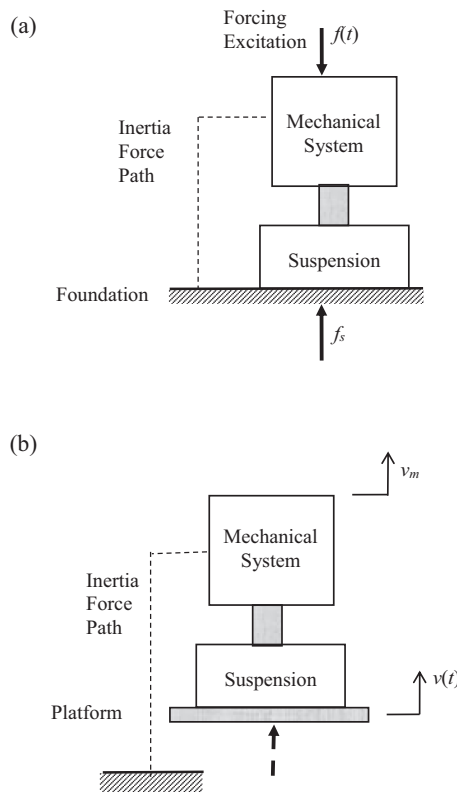 (a)
Forcing
Excitation
f(t)
Mechanical
System
Inertia
Force
Path
Suspension
Foundation
fs
(b)
vm
Mechanical
System
Inertia
Force
Path
Suspension
v(t)
Platform